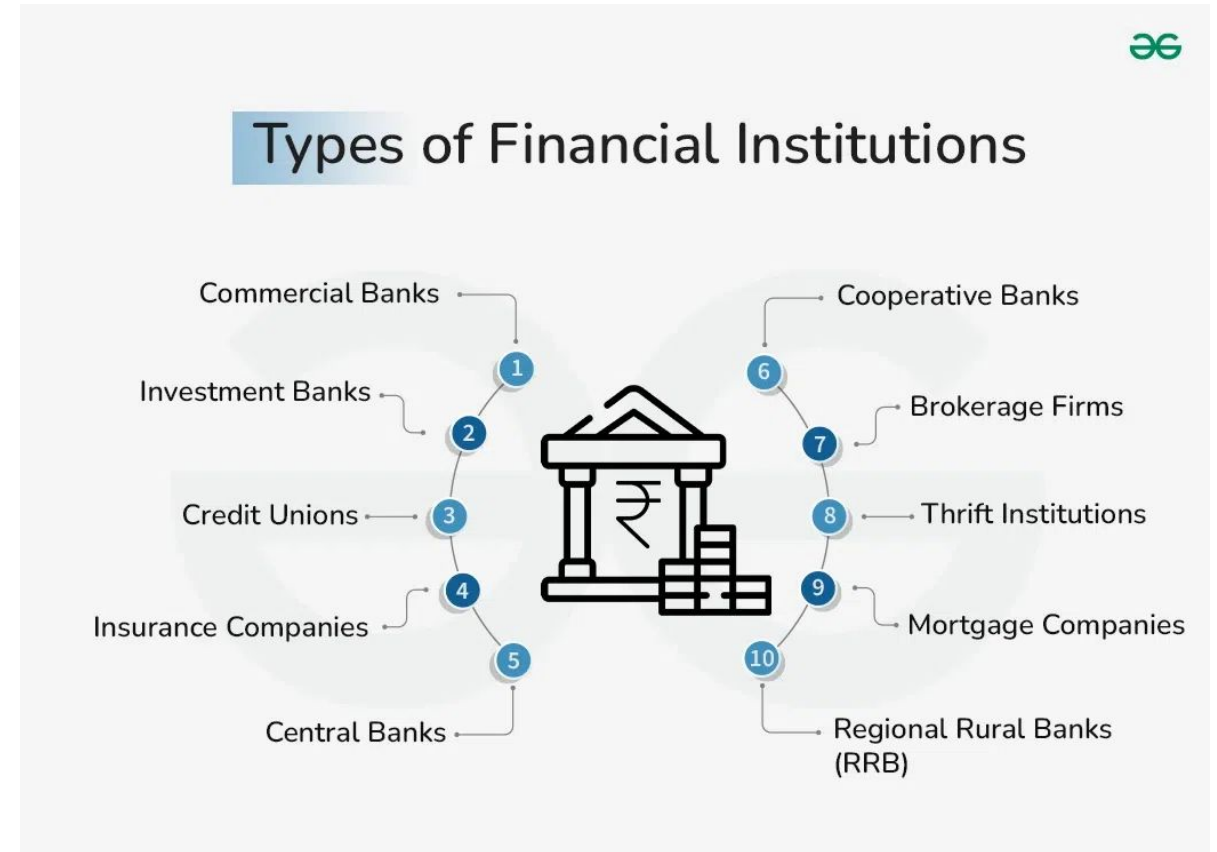 Types of Financial Institutions
Commercial Banks
1
Investment Banks
2
Credit Unions
3
Insurance Companies
4
Central Banks
5
₹
Cooperative Banks
6
Brokerage Firms
7
Thrift Institutions
8
Mortgage Companies
9
Regional Rural Banks
(RRB)
10